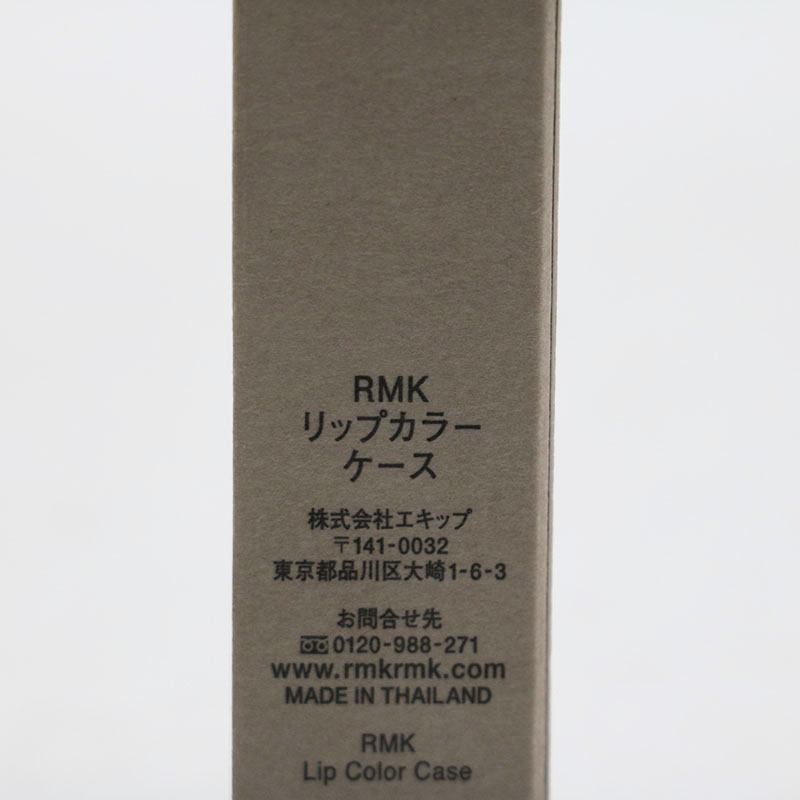 RMK
リップカラー
ケース
株式会社エキップ
〒141-0032
東京都品川区大崎1-6-3
お問合せ先
0120-988-271
www.rmkrmk.com
MADE IN THAILAND
RMK
Lip Color Case